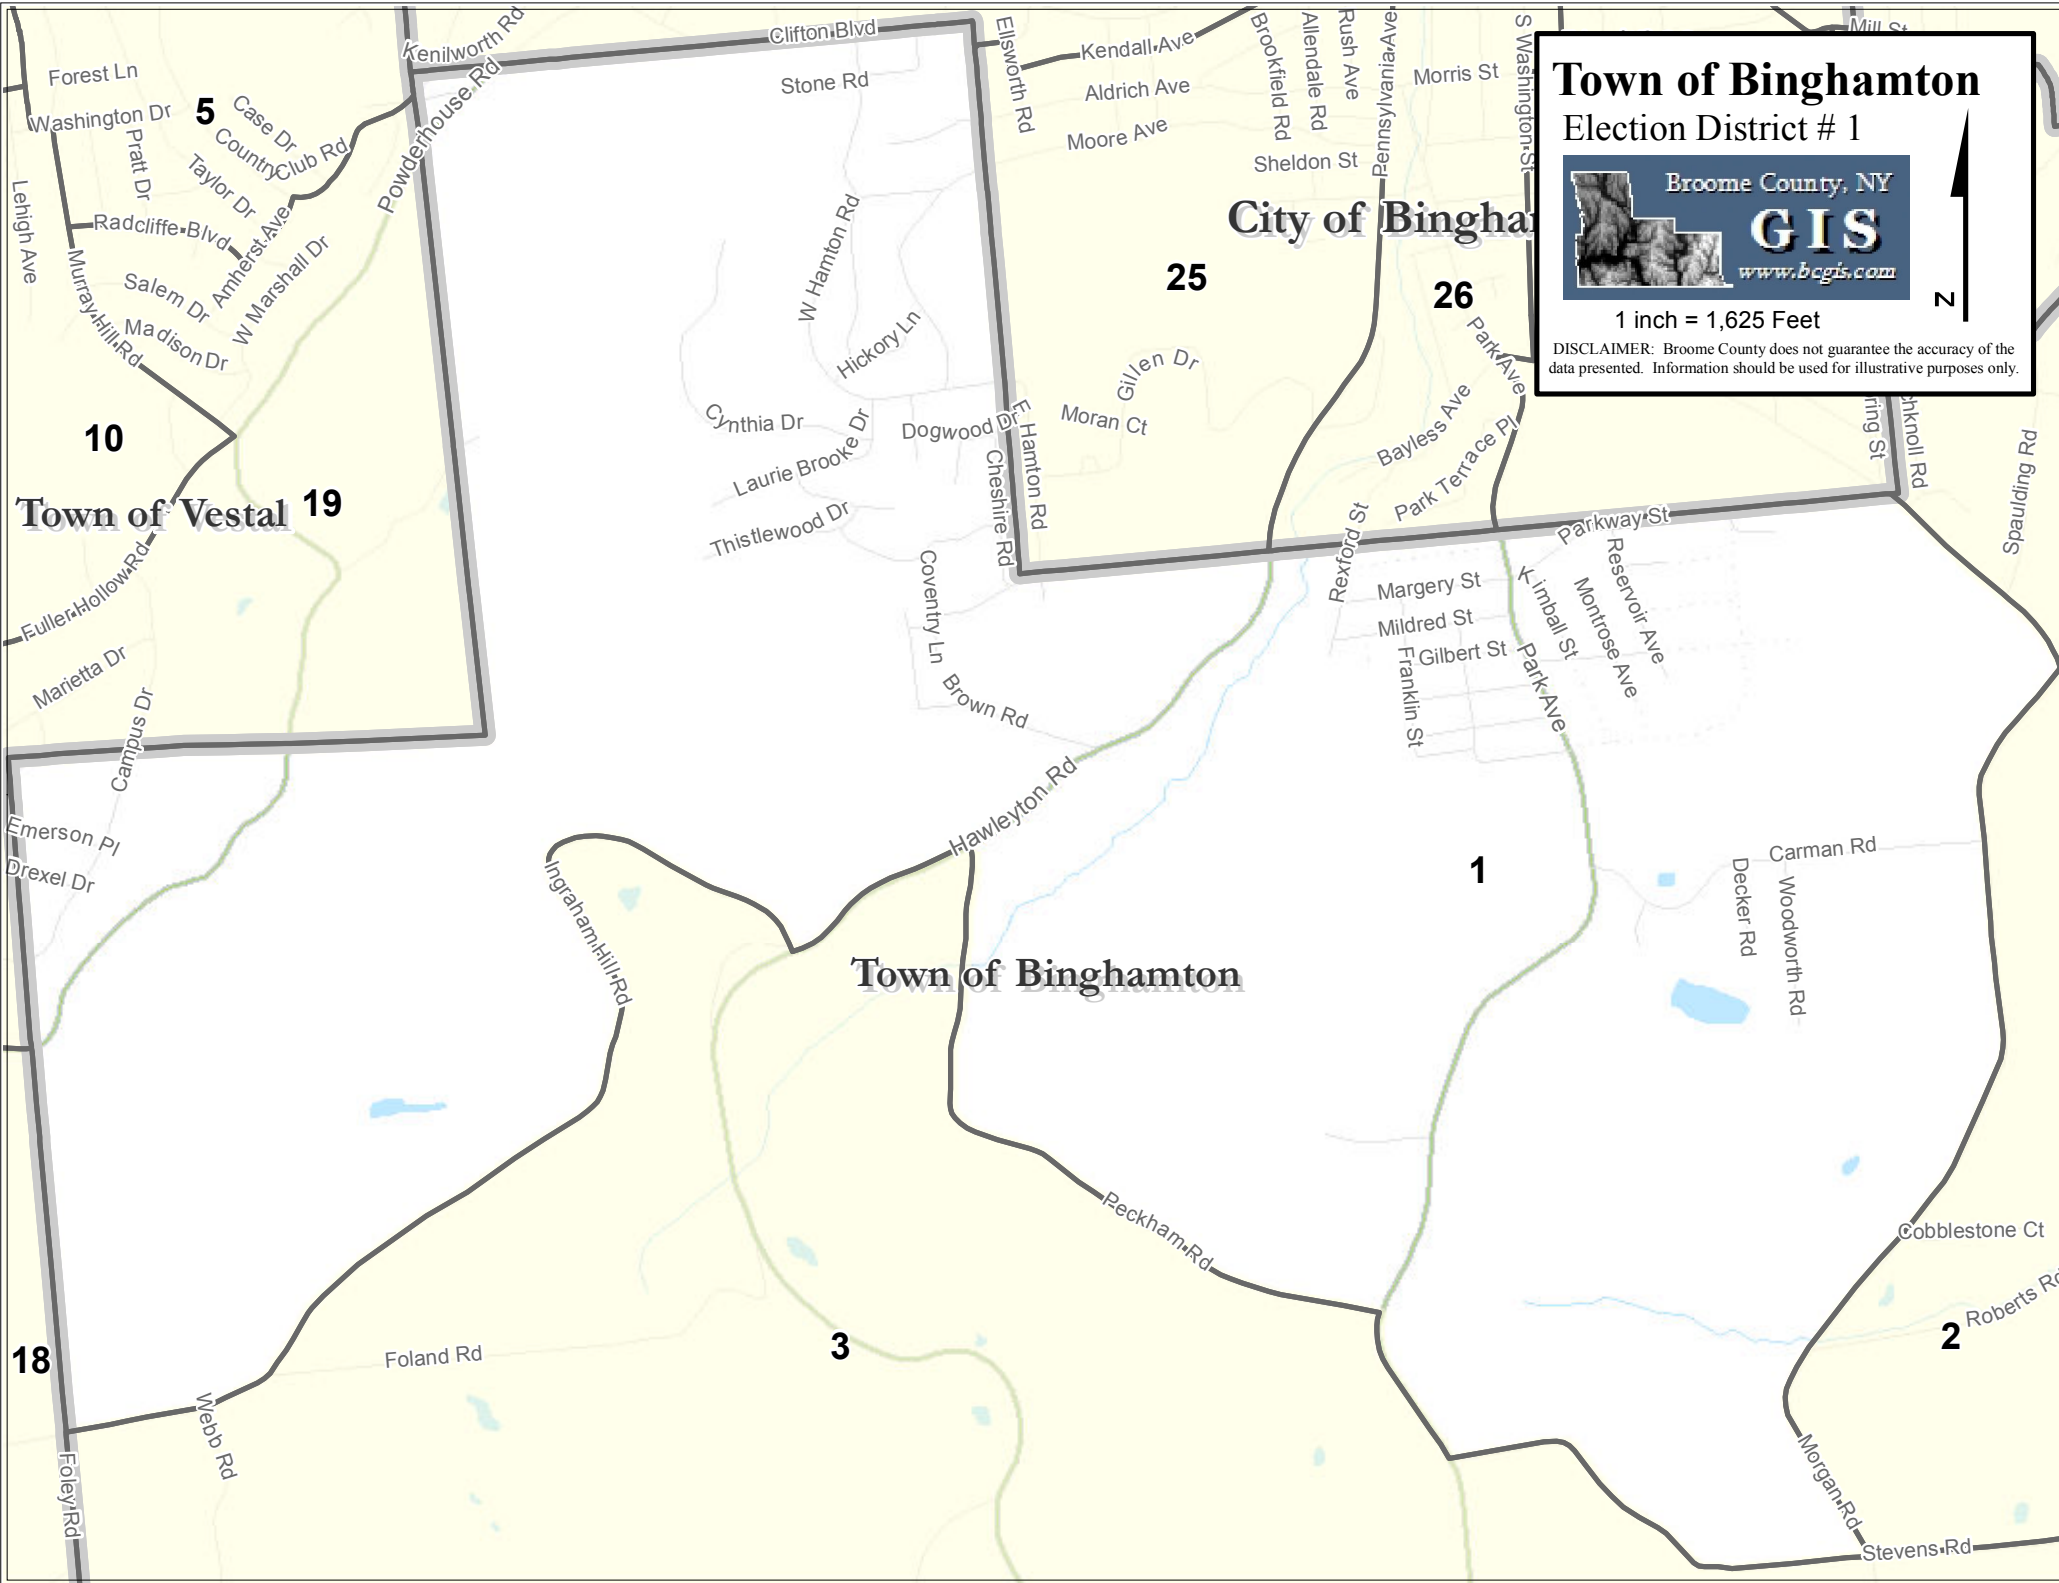 Kenilworth Rd
Clifton Blvd
Ellsworth Rd
Kendall Ave
Brookfield Rd
Allendale Rd
Rush Ave
Pennsylvania Ave
S Washington St
Mill St
Forest Ln
Washington Dr
5
Case Dr
Country Club Rd
Pratt Dr
Taylor Dr
Powderhouse Rd
Stone Rd
Aldrich Ave
Moore Ave
Morris St
Sheldon St
Town of Binghamton
Election District # 1
Broome County, NY
GIS
www.bcgis.com
N
1 inch = 1,625 Feet
DISCLAIMER: Broome County does not guarantee the accuracy of the
data presented. Information should be used for illustrative purposes only.
Lehigh Ave
Radcliffe Blvd
Amherst Ave
Murray Hill Rd
Salem Dr
W Marshall Dr
Madison Dr
W Hamton Rd
Hickory Ln
City of Bingha
25
26
Park Ave
Gillen Dr
Moran Ct
Bayless Ave
Park Terrace Pl
ring St
chknoll Rd
Spaulding Rd
10
Town of Vestal
19
Cynthia Dr
Laurie Brooke Dr
Dogwood Dr
E Hamton Rd
Cheshire Rd
Thistlewood Dr
Fuller Hollow Rd
Coventry Ln
Brown Rd
Rexford St
Parkway St
Margery St
Mildred St
Gilbert St
Franklin St
Kimball St
Montrose Ave
Reservoir Ave
Park Ave
Marietta Dr
Campus Dr
Emerson Pl
Drexel Dr
Hawleyton Rd
Ingraham Hill Rd
1
Carman Rd
Decker Rd
Woodworth Rd
Town of Binghamton
Peckham Rd
Cobblestone Ct
Roberts Rd
2
18
Foland Rd
3
Webb Rd
Foley Rd
Morgan Rd
Stevens Rd